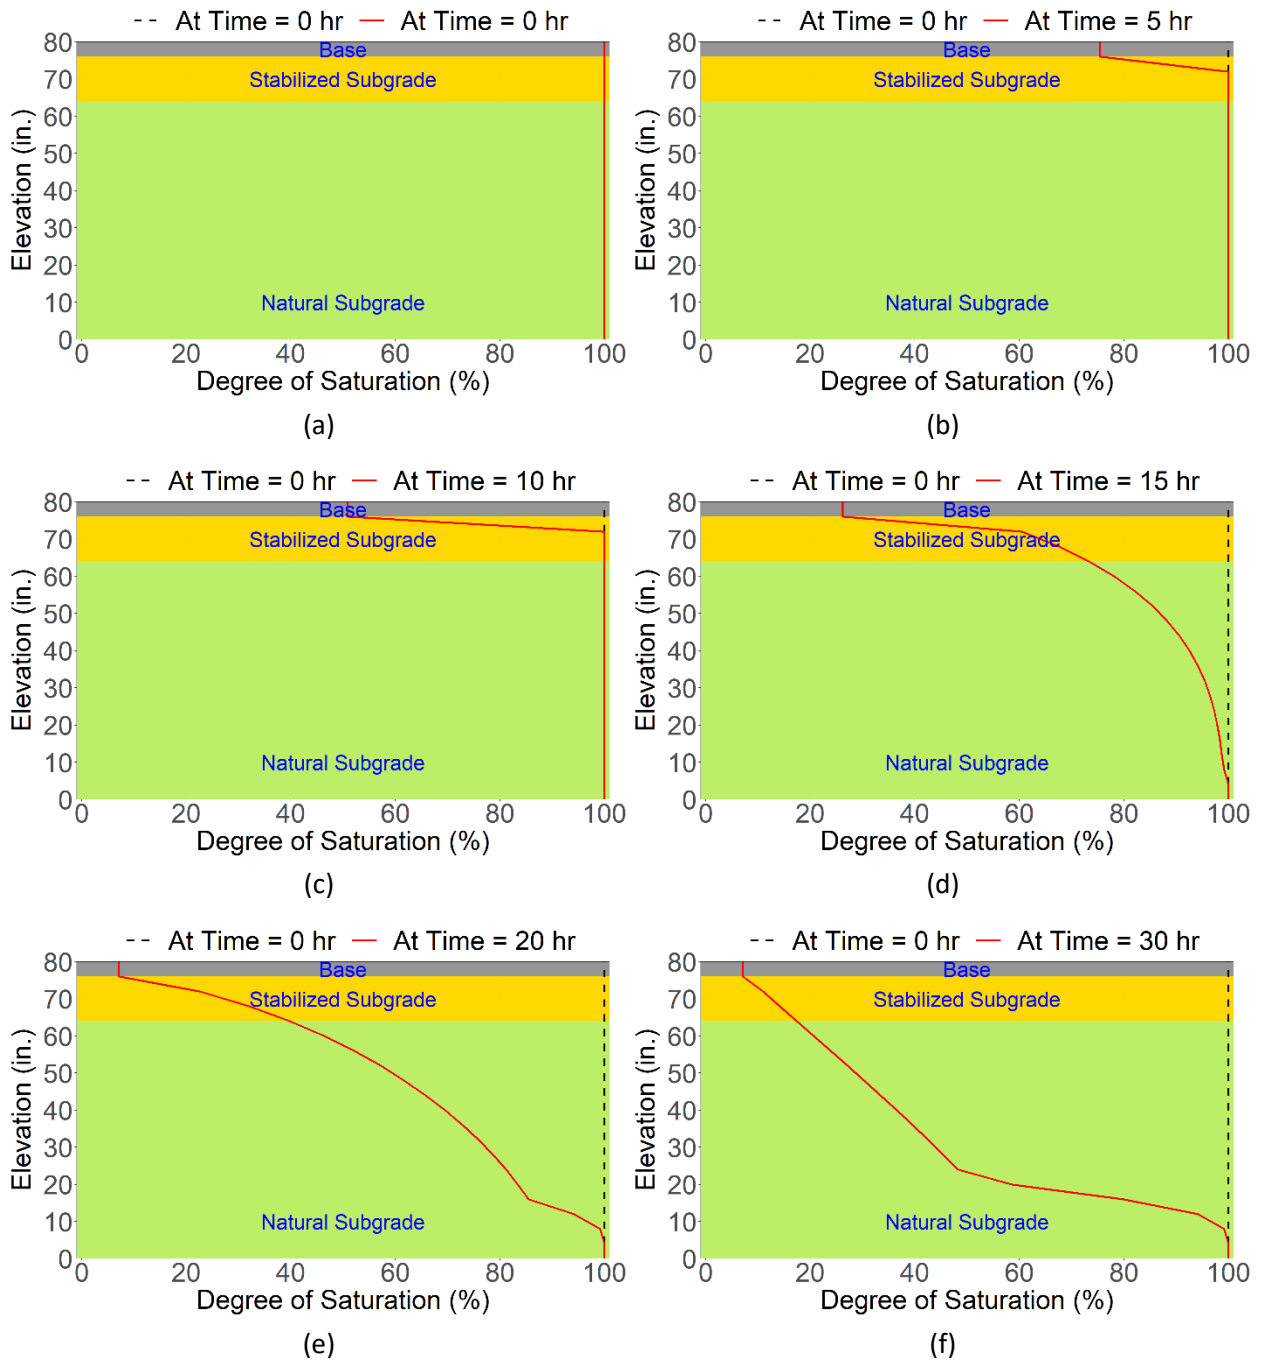 -- At Time = 0 hr — At Time = 0 hr
80
70
60
50
40
30
20
10
0
Elevation (in.)
Base
Stabilized Subgrade
Natural Subgrade
0 20 40 60 80 100
Degree of Saturation (%)
(a)
-- At Time = 0 hr — At Time = 5 hr
80
70
60
50
40
30
20
10
0
Elevation (in.)
Base
Stabilized Subgrade
Natural Subgrade
0 20 40 60 80 100
Degree of Saturation (%)
(b)
-- At Time = 0 hr — At Time = 10 hr
80
70
60
50
40
30
20
10
0
Elevation (in.)
Base
Stabilized Subgrade
Natural Subgrade
0 20 40 60 80 100
Degree of Saturation (%)
(c)
-- At Time = 0 hr — At Time = 15 hr
80
70
60
50
40
30
20
10
0
Elevation (in.)
Base
Stabilized Subgrade
Natural Subgrade
0 20 40 60 80 100
Degree of Saturation (%)
(d)
-- At Time = 0 hr — At Time = 20 hr
80
70
60
50
40
30
20
10
0
Elevation (in.)
Base
Stabilized Subgrade
Natural Subgrade
0 20 40 60 80 100
Degree of Saturation (%)
(e)
-- At Time = 0 hr — At Time = 30 hr
80
70
60
50
40
30
20
10
0
Elevation (in.)
Base
Stabilized Subgrade
Natural Subgrade
0 20 40 60 80 100
Degree of Saturation (%)
(f)